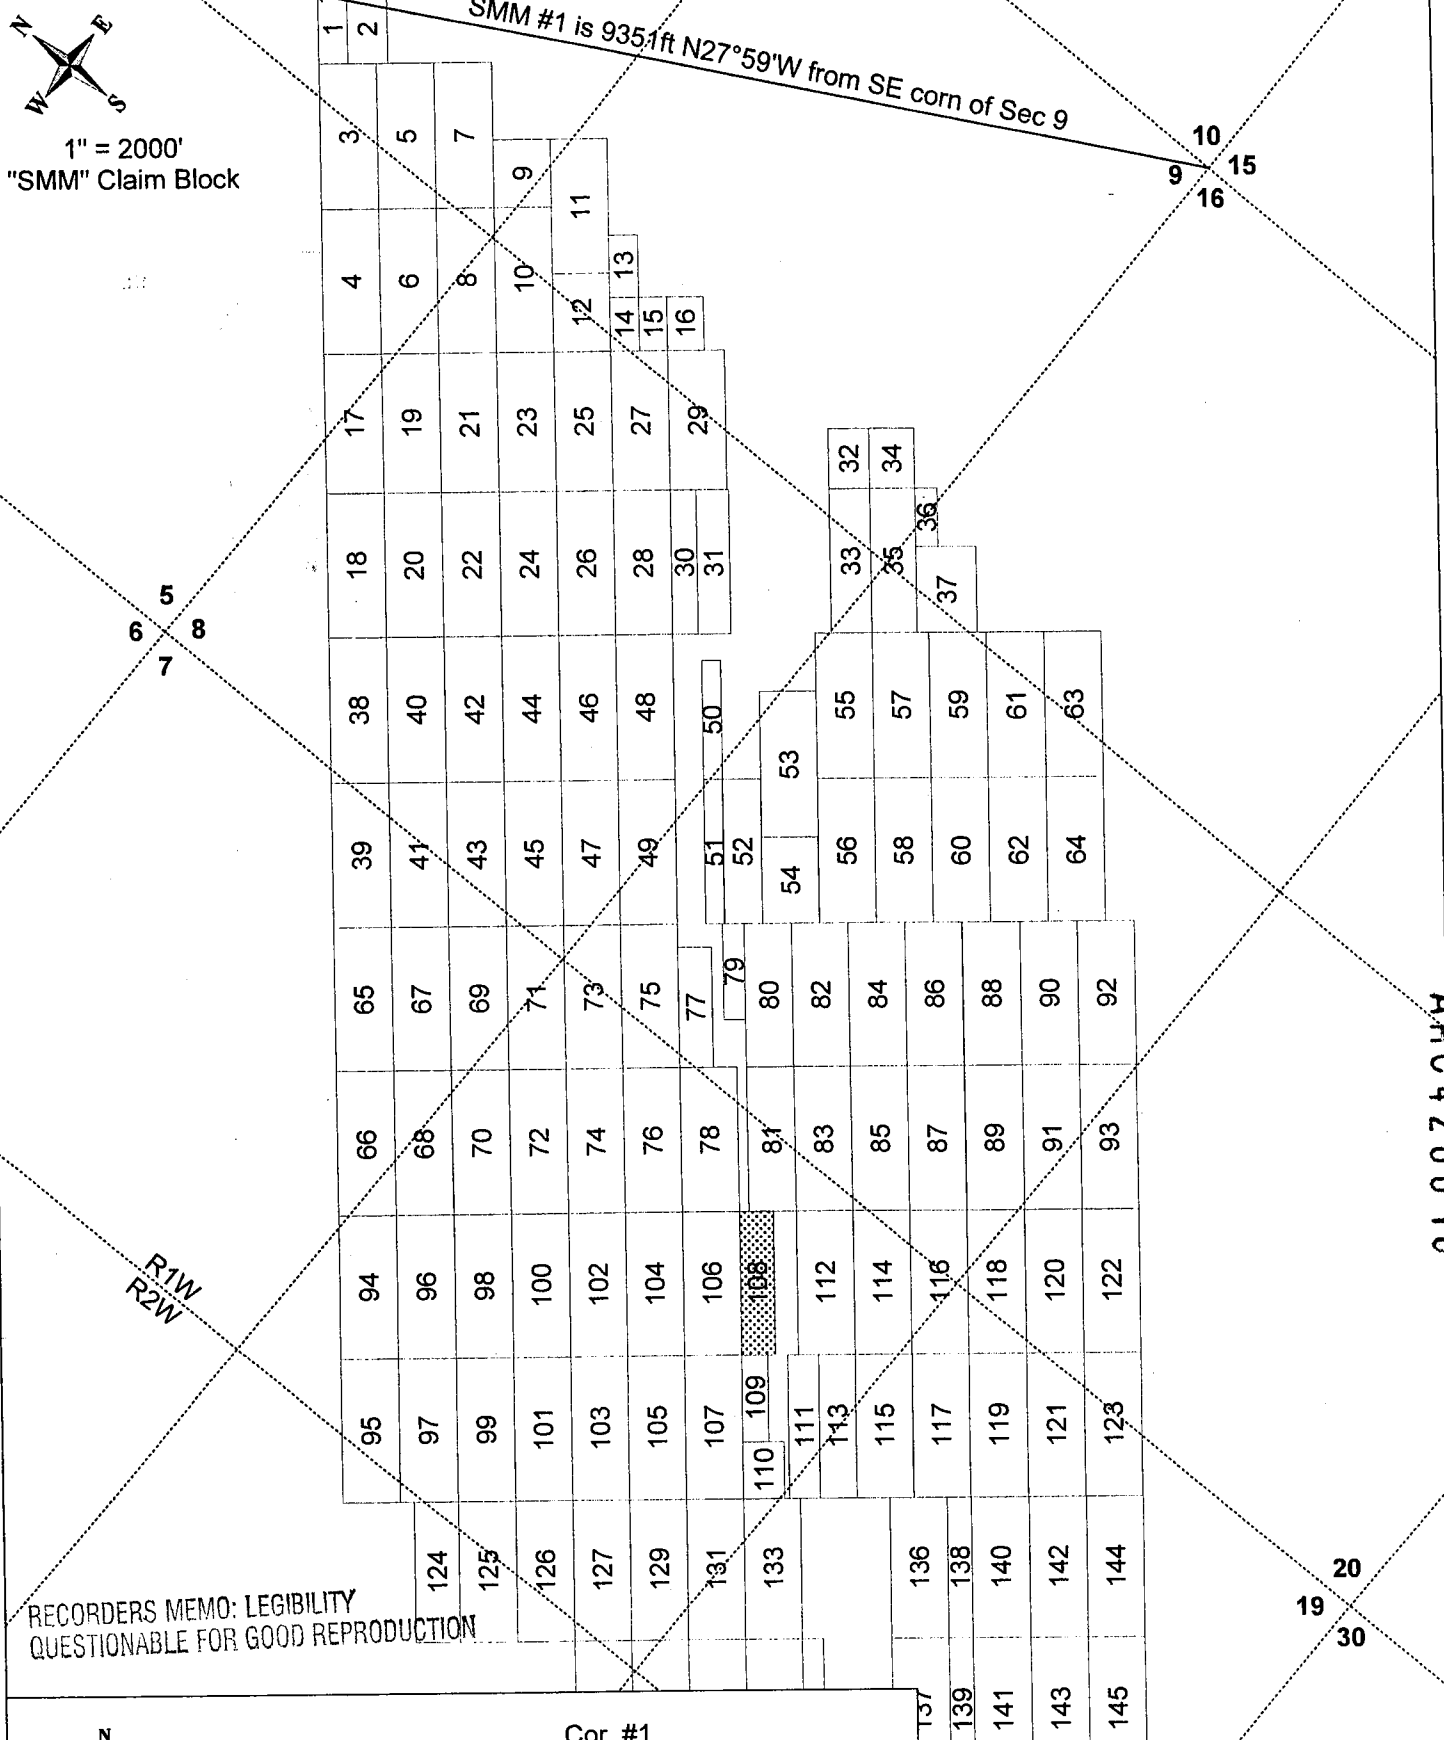 N E
W S
1" = 2000'
"SMM" Claim Block
SMM #1 is 9351ft N27°59'W from SE corn of Sec 9
10
9 15
16
1 2
3 5 7
9
11
4 6 8 10
12
13
14 15 16
17 19 21 23 25 27 29
32 34
18 20 22 24 26 28 30 31
33 35 36
37
5
6 8
7
38 40 42 44 46 48 50
53
55 57 59 61 63
39 41 43 45 47 49 51 52
54
56 58 60 62 64
65 67 69 71 73 75 77 79 80 82 84 86 88 90 92
66 68 70 72 74 76 78 81 83 85 87 89 91 93
R1W
R2W
94 96 98 100 102 104 106 108 112 114 116 118 120 122
95 97 99 101 103 105 107 109 111 113 115 117 119 121 123
110
124 125 126 127 129 131 133 136 138 140 142 144
20
19
30
RECORDERS MEMO: LEGIBILITY
QUESTIONABLE FOR GOOD REPRODUCTION
137 139 141 143 145
N
Cor. #1